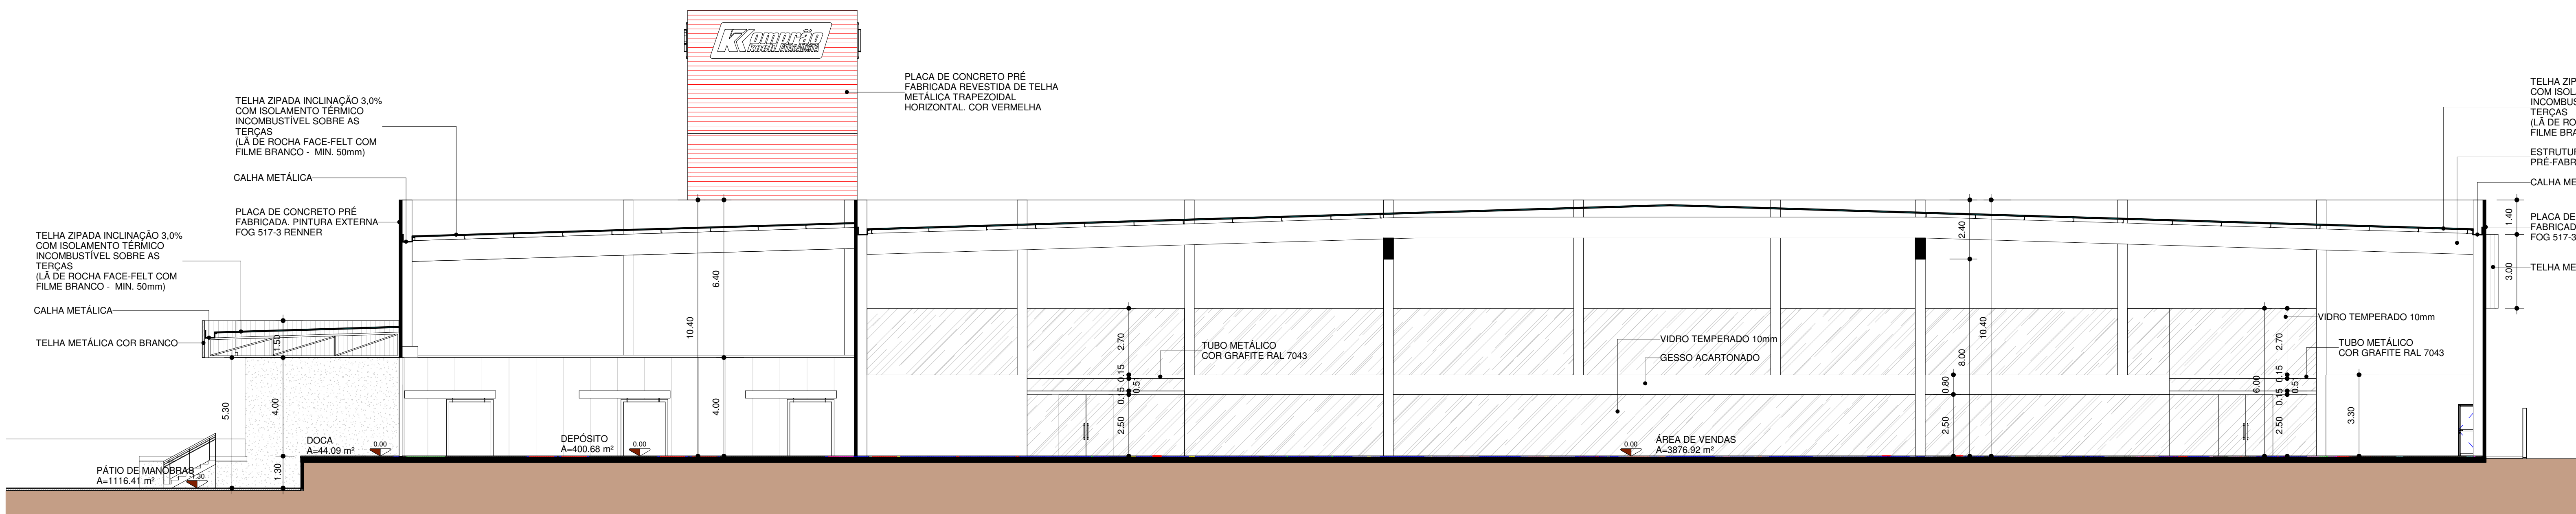 Komprão
koch ATACADISTA
PLACA DE CONCRETO PRÉ
FABRICADA REVESTIDA DE TELHA
METÁLICA TRAPEZOIDAL
HORIZONTAL. COR VERMELHA
TELHA ZIPADA INCLINAÇÃO 3,0%
COM ISOLAMENTO TÉRMICO
INCOMBUSTÍVEL SOBRE AS
TERÇAS
(LÃ DE ROCHA FACE-FELT COM
FILME BRANCO - MIN. 50mm)
CALHA METÁLICA
PLACA DE CONCRETO PRÉ
FABRICADA. PINTURA EXTERNA
FOG 517-3 RENNER
TELHA ZIPADA INCLINAÇÃO 3,0%
COM ISOLAMENTO TÉRMICO
INCOMBUSTÍVEL SOBRE AS
TERÇAS
(LÃ DE ROCHA FACE-FELT COM
FILME BRANCO - MIN. 50mm)
CALHA METÁLICA
TELHA METÁLICA COR BRANCO
1.50
5.30
4.00
1.30
PÁTIO DE MANOBRAS
A=1116.41 m²
-1.30
DOCA
A=44.09 m²
0.00
DEPÓSITO
A=400.68 m²
0.00
10.40
6.40
4.00
2.70
0.15
0.51
0.15
2.50
TUBO METÁLICO
COR GRAFITE RAL 7043
VIDRO TEMPERADO 10mm
GESSO ACARTONADO
0.00
ÁREA DE VENDAS
A=3876.92 m²
2.40
10.40
8.00
0.80
2.50
6.00
2.70
0.15
0.51
0.15
2.50
3.30
VIDRO TEMPERADO 10mm
TUBO METÁLICO
COR GRAFITE RAL 7043
1.40
3.00
TELHA ZIP
COM ISOL
INCOMBUS
TERÇAS
(LÃ DE RO
FILME BRA
ESTRUTU
PRÉ-FABR
CALHA ME
PLACA DE
FABRICAD
FOG 517-3
TELHA ME